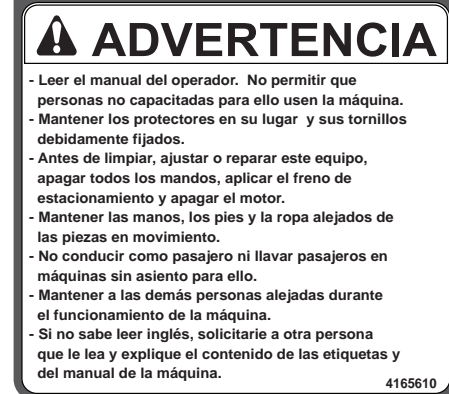 ADVERTENCIA
- Leer el manual del operador. No permitir que
personas no capacitadas para ello usen la máquina.
- Mantener los protectores en su lugar y sus tornillos
debidamente fijados.
- Antes de limpiar, ajustar o reparar este equipo,
apagar todos los mandos, aplicar el freno de
estacionamiento y apagar el motor.
- Mantener las manos, los pies y la ropa alejados de
las piezas en movimiento.
- No conducir como pasajero ni llavar pasajeros en
máquinas sin asiento para ello.
- Mantener a las demás personas alejadas durante
el funcionamiento de la máquina.
- Si no sabe leer inglés, solicitarie a otra persona
que le lea y explique el contenido de las etiquetas y
del manual de la máquina.
4165610